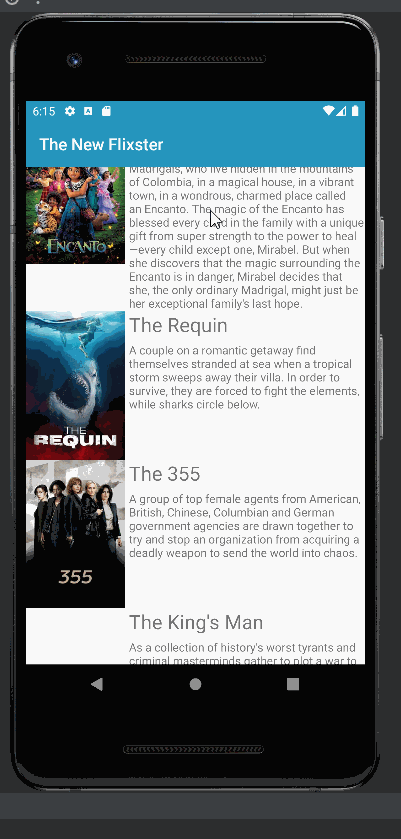 6:15
The New Flixster
Madrigals, who live hidden in the mountains
of Colombia, in a magical house, in a vibrant
town, in a wondrous, charmed place called
an Encanto. The magic of the Encanto has
blessed every child in the family with a unique
gift from super strength to the power to heal
—every child except one, Mirabel. But when
she discovers that the magic surrounding the
Encanto is in danger, Mirabel decides that
she, the only ordinary Madrigal, might just be
her exceptional family's last hope.
ENCANTO
The Requin
A couple on a romantic getaway find
themselves stranded at sea when a tropical
storm sweeps away their villa. In order to
survive, they are forced to fight the elements,
while sharks circle below.
THE
REQUIN
The 355
A group of top female agents from American,
British, Chinese, Columbian and German
government agencies are drawn together to
try and stop an organization from acquiring a
deadly weapon to send the world into chaos.
355
The King's Man
As a collection of history's worst tyrants and
criminal masterminds gather to plot a war to